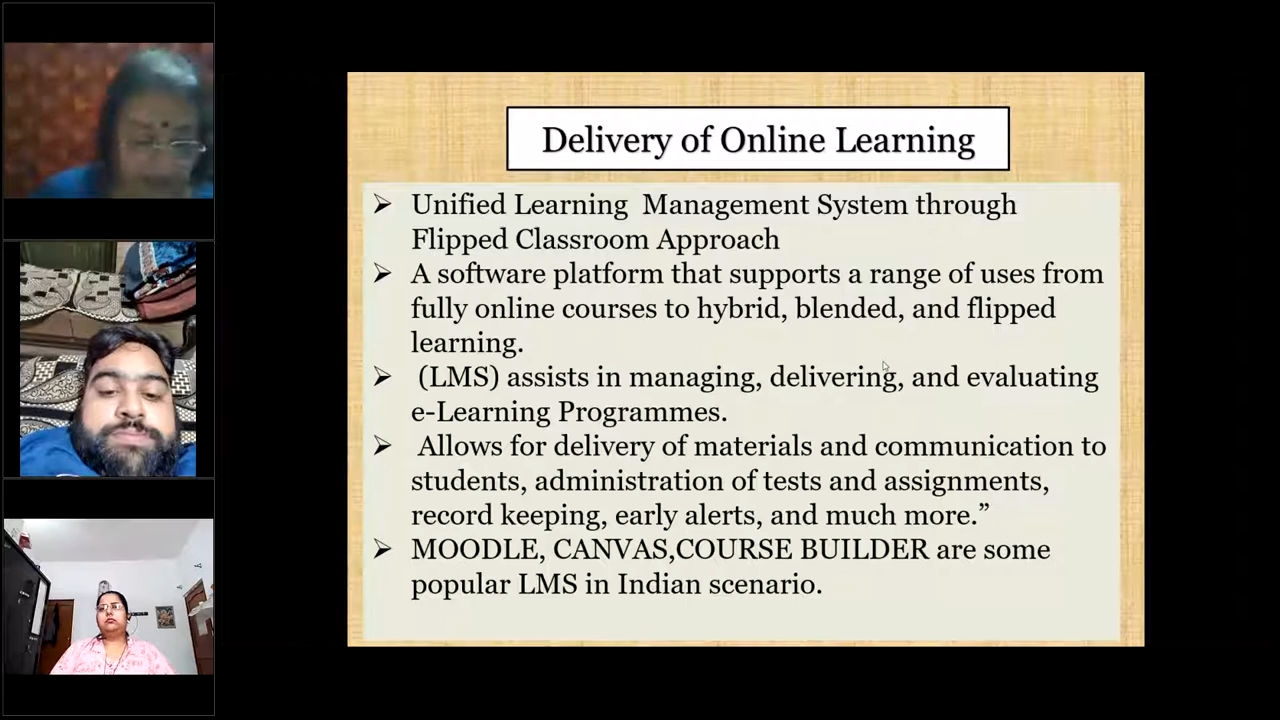 Delivery of Online Learning
➢ Unified Learning Management System through
Flipped Classroom Approach
➢ A software platform that supports a range of uses from
fully online courses to hybrid, blended, and flipped
learning.
➢ (LMS) assists in managing, delivering, and evaluating
e-Learning Programmes.
➢ Allows for delivery of materials and communication to
students, administration of tests and assignments,
record keeping, early alerts, and much more.”
➢ MOODLE, CANVAS,COURSE BUILDER are some
popular LMS in Indian scenario.